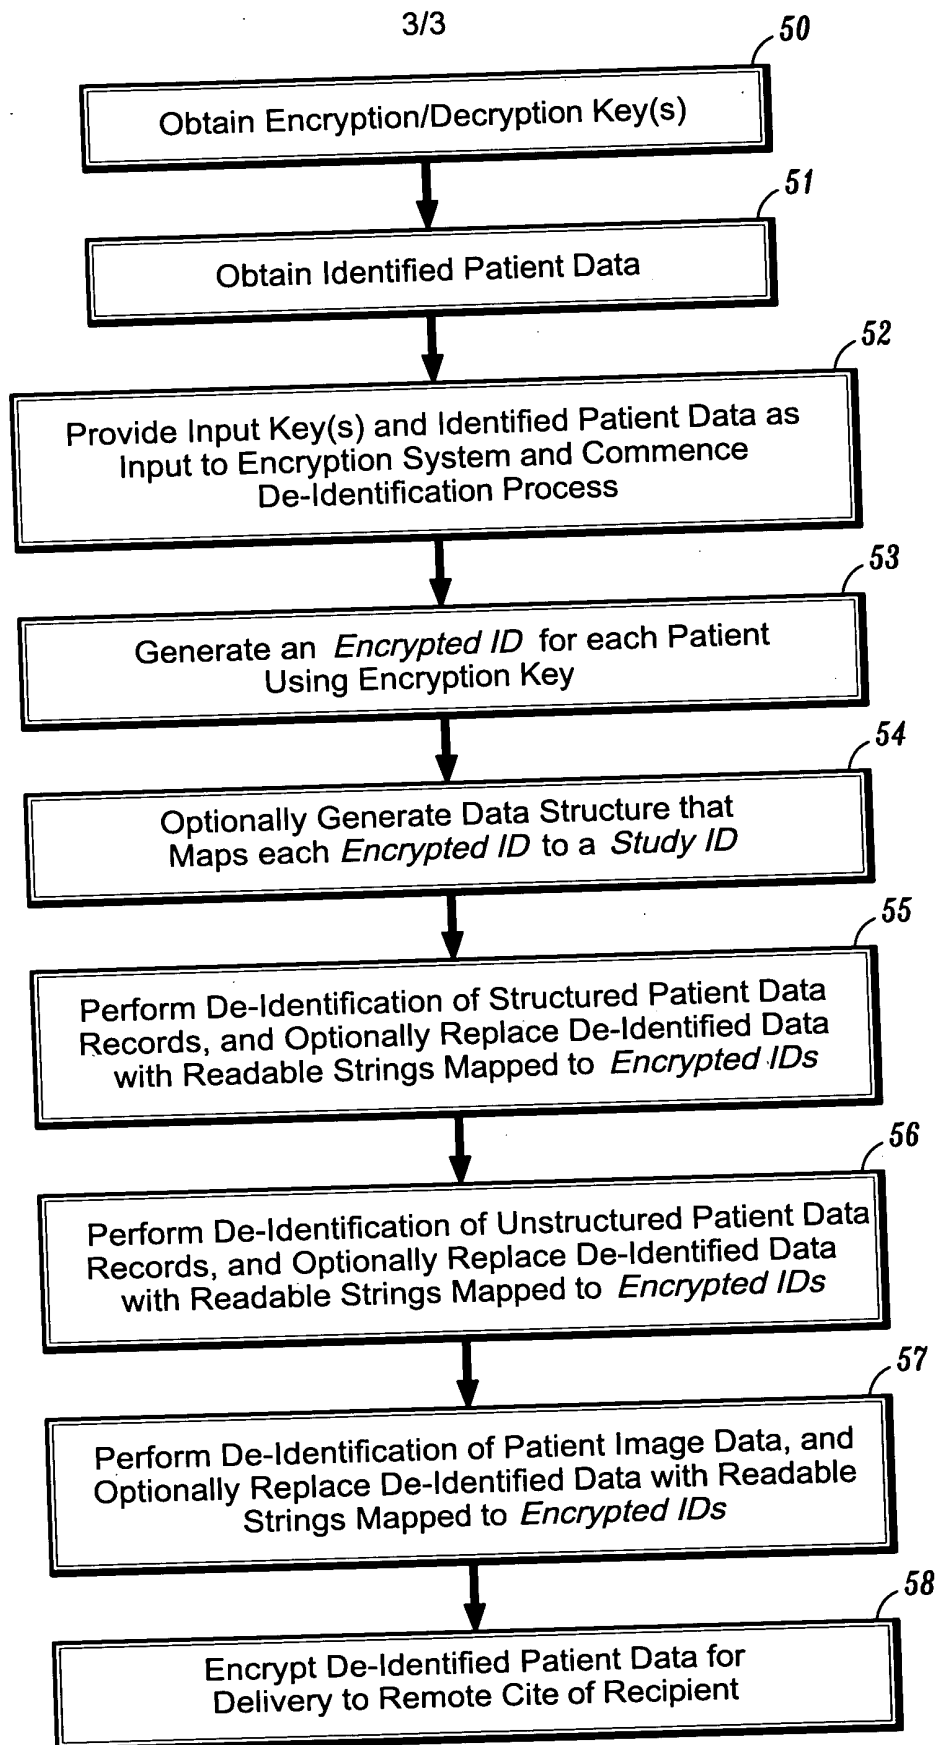 3/3
50
Obtain Encryption/Decryption Key(s)
51
Obtain Identified Patient Data
52
Provide Input Key(s) and Identified Patient Data as
Input to Encryption System and Commence
De-Identification Process
53
Generate an Encrypted ID for each Patient
Using Encryption Key
54
Optionally Generate Data Structure that
Maps each Encrypted ID to a Study ID
55
Perform De-Identification of Structured Patient Data
Records, and Optionally Replace De-Identified Data
with Readable Strings Mapped to Encrypted IDs
56
Perform De-Identification of Unstructured Patient Data
Records, and Optionally Replace De-Identified Data
with Readable Strings Mapped to Encrypted IDs
57
Perform De-Identification of Patient Image Data, and
Optionally Replace De-Identified Data with Readable
Strings Mapped to Encrypted IDs
58
Encrypt De-Identified Patient Data for
Delivery to Remote Cite of Recipient